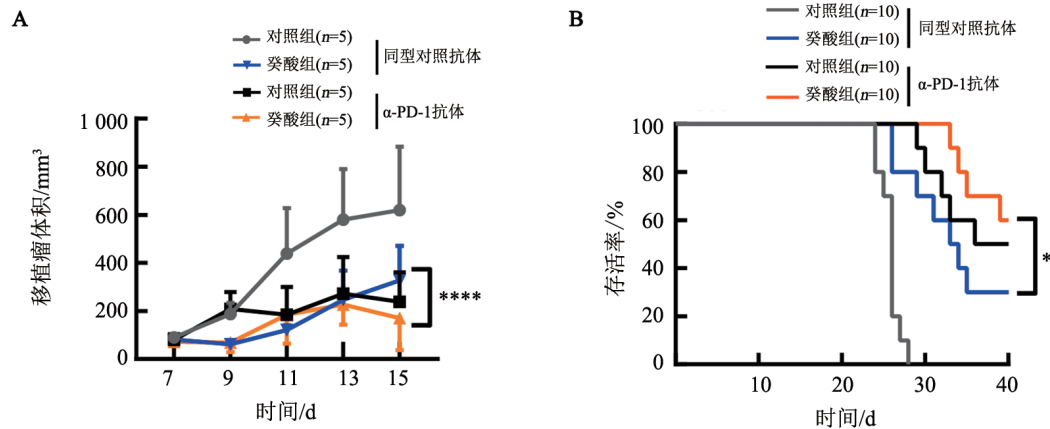 A
对照组(n=5)
癸酸组(n=5)
同型对照抗体
对照组(n=5)
癸酸组(n=5)
α-PD-1抗体
移植瘤体积/mm³
1 000
800
600
400
200
0
****
7
9
11
13
15
时间/d
B
对照组(n=10)
癸酸组(n=10)
同型对照抗体
对照组(n=10)
癸酸组(n=10)
α-PD-1抗体
存活率/%
100
80
60
40
20
0
*
10
20
30
40
时间/d